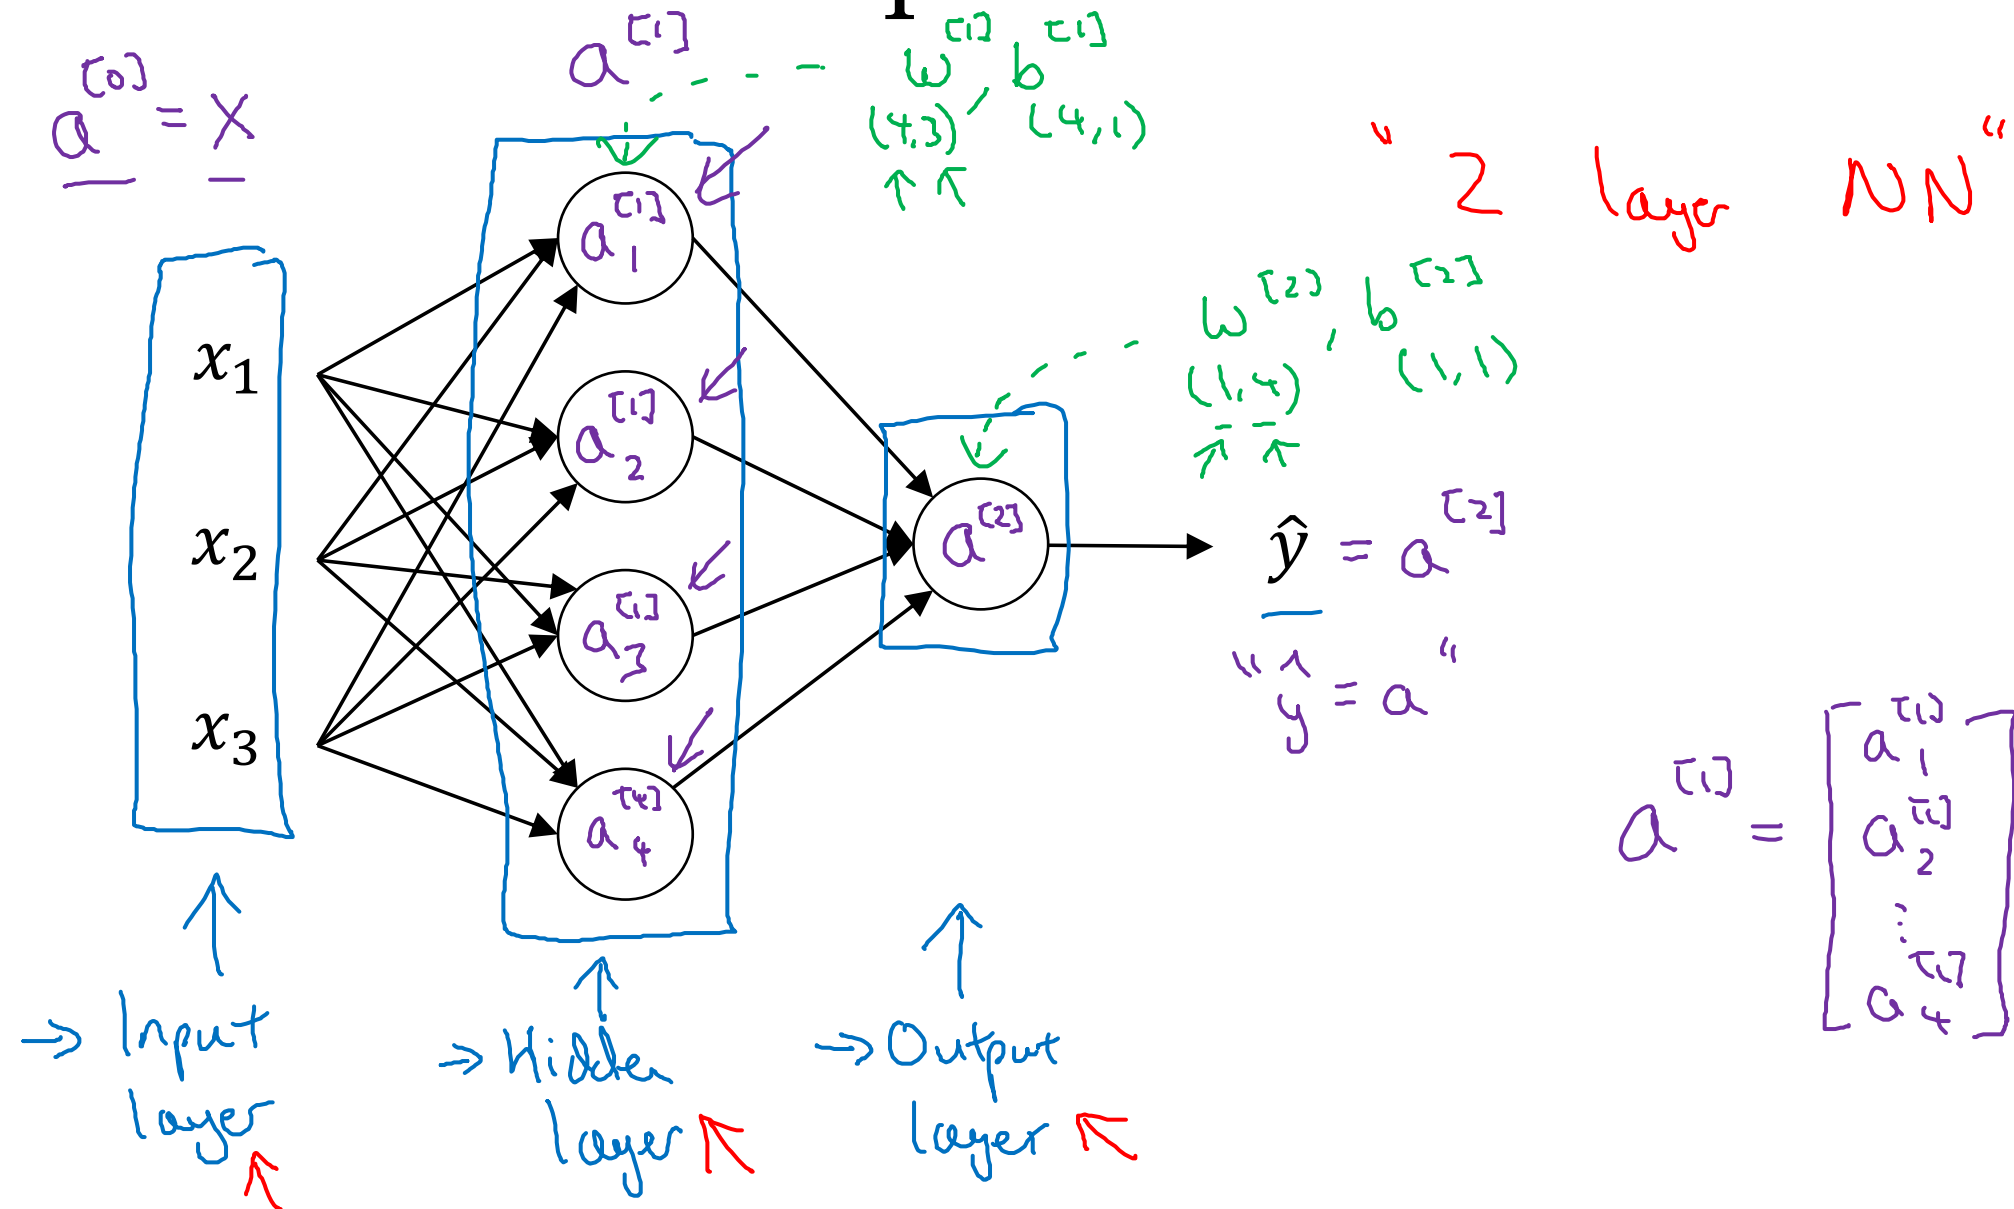 a^[0] = X
a^[1]
w^[1], b^[1]
(4,3) (4,1)
" 2 layer NN "
x₁
x₂
x₃
a₁^[1]
a₂^[1]
a₃^[1]
a₄^[4]
w^[2], b^[2]
(1,4) (1,1)
a^[2]
ŷ = a^[2]
" ŷ = a "
a^[1] = [ a₁^[1]
a₂^[1]
⋮
a₄^[1] ]
→ Input layer
→ Hidden layer
→ Output layer